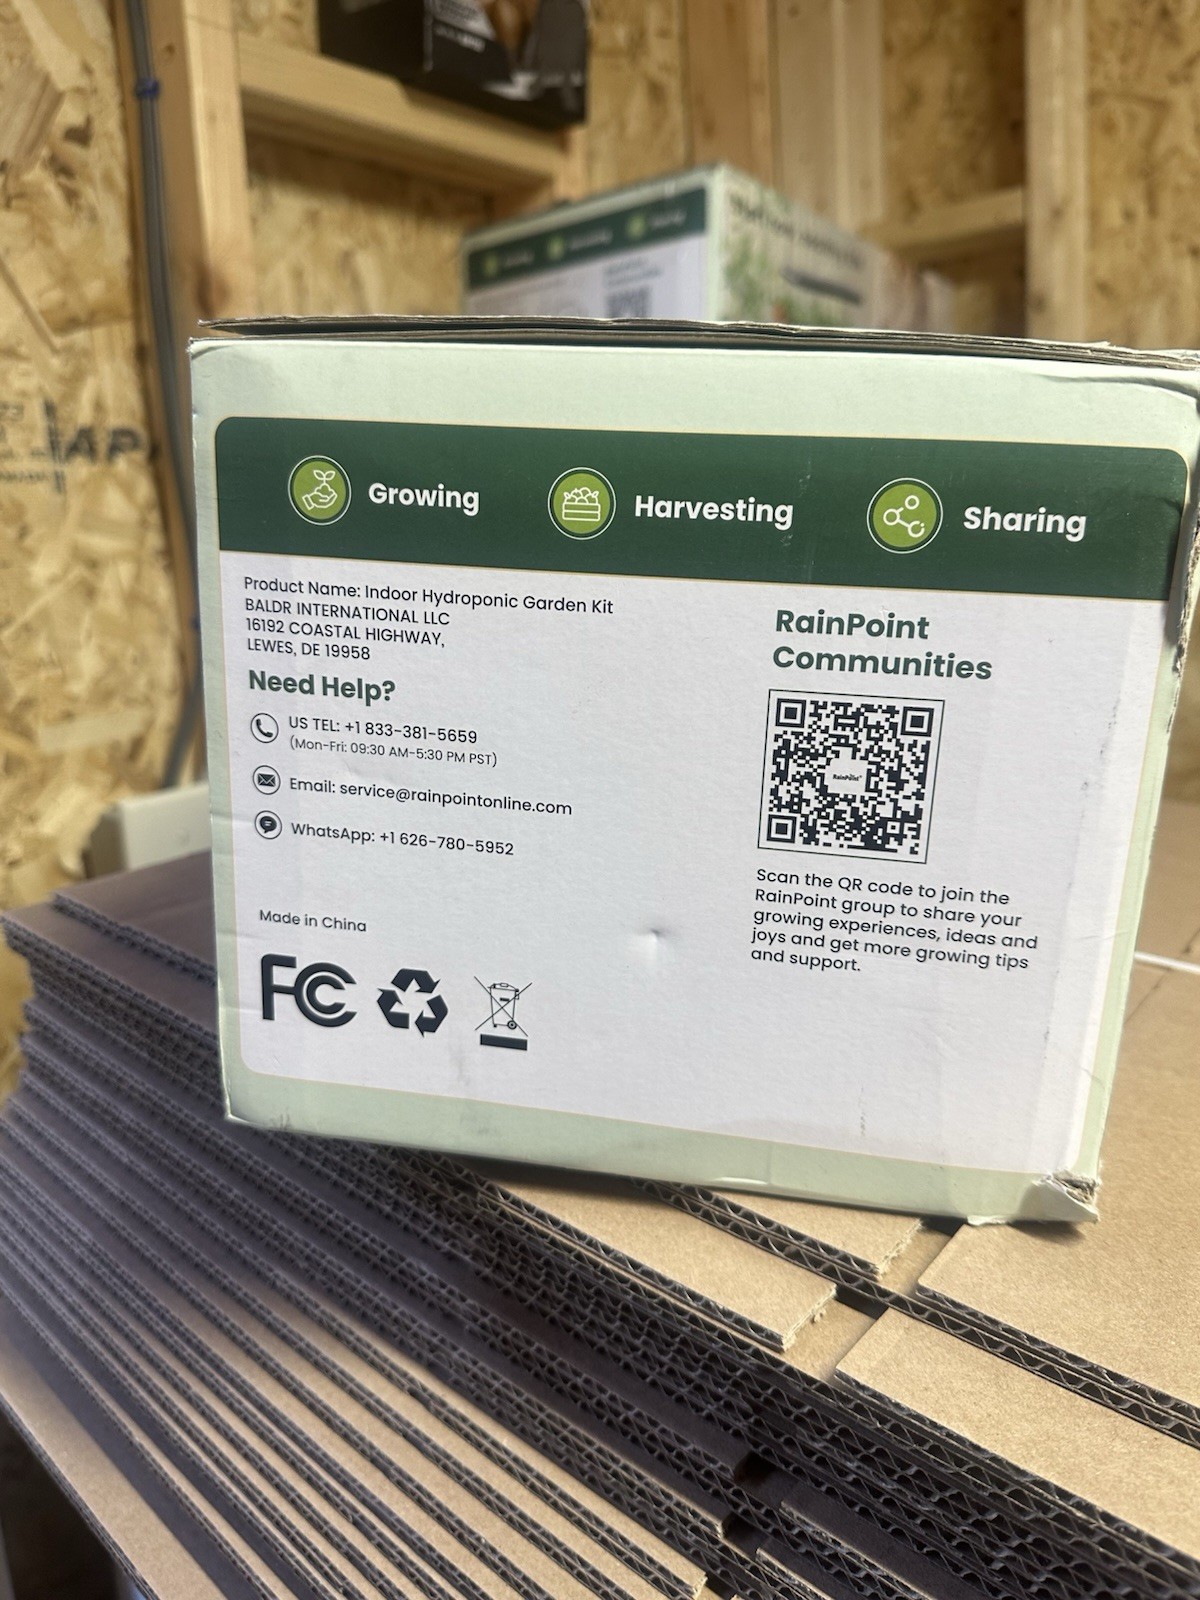 AP
Growing
Harvesting
Sharing
Product Name: Indoor Hydroponic Garden Kit
BALDR INTERNATIONAL LLC
16192 COASTAL HIGHWAY,
LEWES, DE 19958
Need Help?
US TEL: +1 833-381-5659
(Mon-Fri: 09:30 AM-5:30 PM PST)
Email: service@rainpointonline.com
WhatsApp: +1 626-780-5952
Made in China
FC
RainPoint
Communities
RainPoint®
Scan the QR code to join the
RainPoint group to share your
growing experiences, ideas and
joys and get more growing tips
and support.